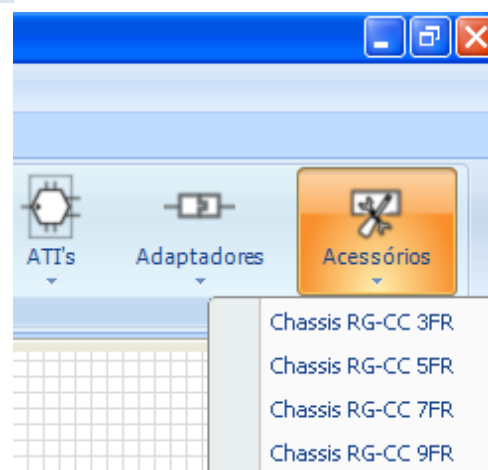 ATI's Adaptadores Acessórios
Chassis RG-CC 3FR
Chassis RG-CC 5FR
Chassis RG-CC 7FR
Chassis RG-CC 9FR